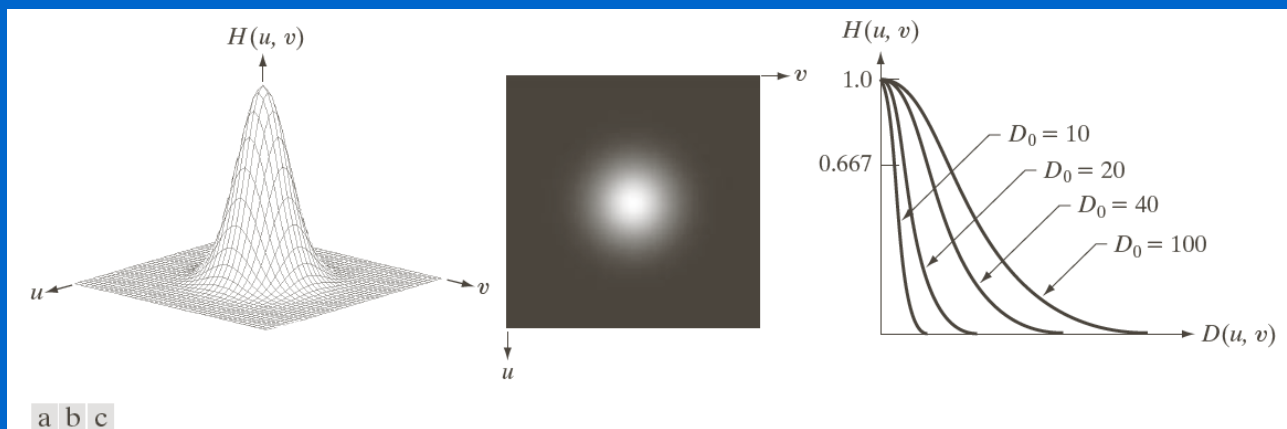 H(u, v)
u
v
v
u
H(u, v)
1.0
0.667
D₀ = 10
D₀ = 20
D₀ = 40
D₀ = 100
D(u, v)
a b c